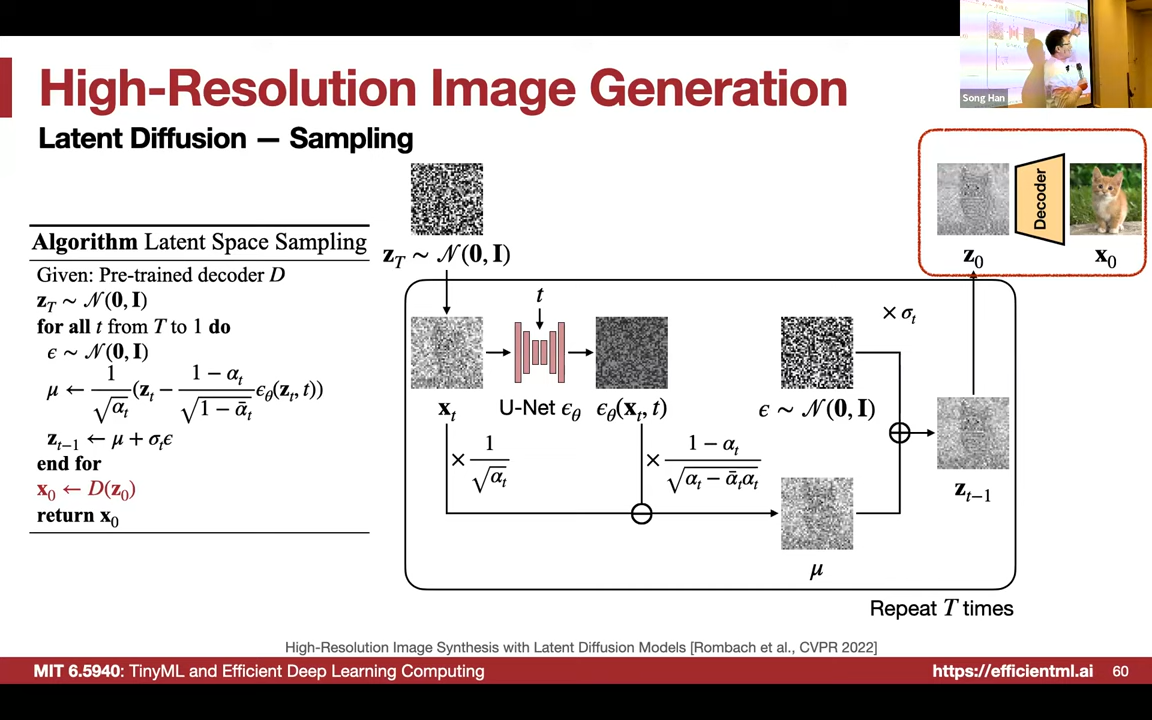 High-Resolution Image Generation
Latent Diffusion — Sampling
Song Han
Algorithm Latent Space Sampling
Given: Pre-trained decoder D
z_T ∼ 𝒩(0, I)
for all t from T to 1 do
ϵ ∼ 𝒩(0, I)
μ ← 1/√α_t (z_t − (1 − α_t)/√(1 − ᾱ_t) ϵ_θ(z_t, t))
z_{t−1} ← μ + σ_tϵ
end for
x_0 ← D(z_0)
return x_0
z_T ∼ 𝒩(0, I)
t
x_t
U-Net ϵ_θ
ϵ_θ(x_t, t)
ϵ ∼ 𝒩(0, I)
× σ_t
× 1/√α_t
× (1 − α_t)/√(α_t − ᾱ_tα_t)
μ
z_{t−1}
Repeat T times
Decoder
z_0
x_0
High-Resolution Image Synthesis with Latent Diffusion Models [Rombach et al., CVPR 2022]
MIT 6.5940: TinyML and Efficient Deep Learning Computing
https://efficientml.ai
60